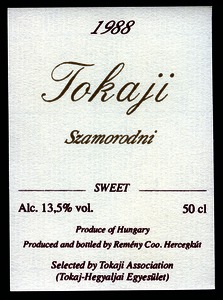 1988
Tokaji
Szamorodni
SWEET
Alc. 13,5% vol. 50 cl
Produce of Hungary
Produced and bottled by Remény Coo. Hercegkút
Selected by Tokaji Association
(Tokaj-Hegyaljai Egyesület)